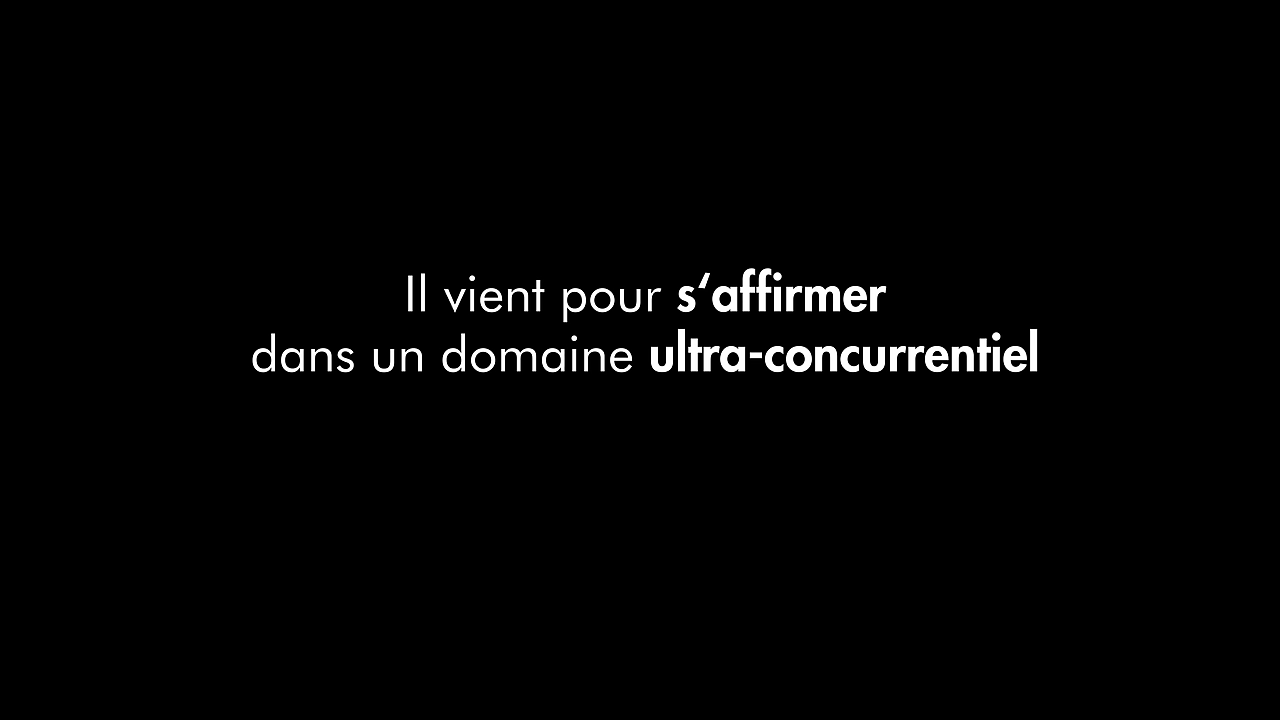 Il vient pour s‘affirmer
dans un domaine ultra-concurrentiel